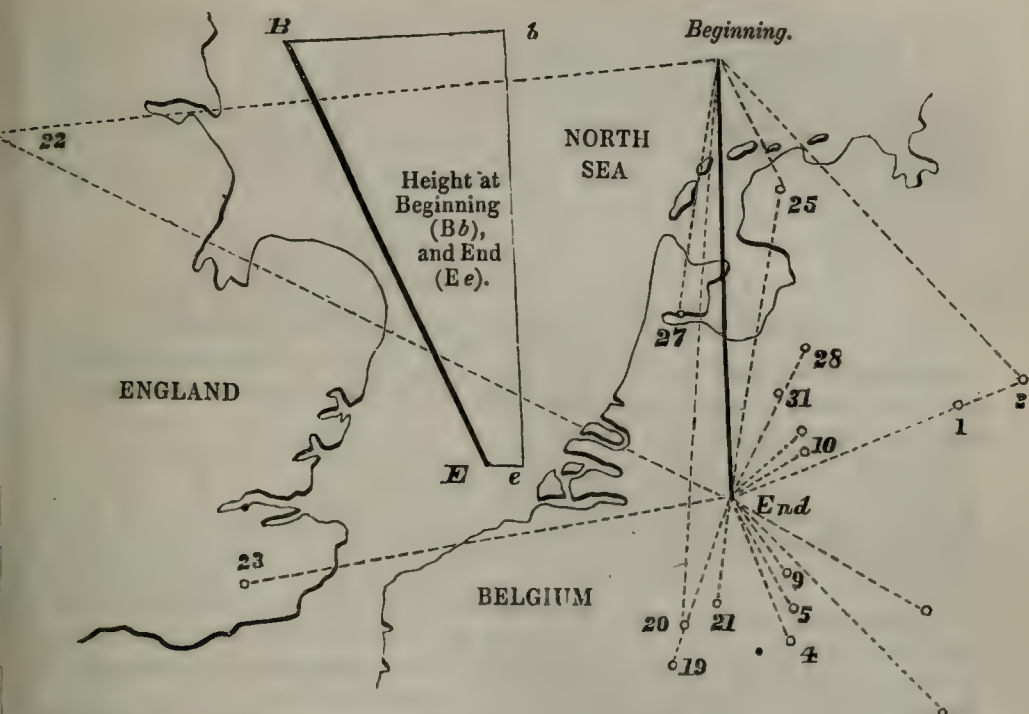 B
b
Beginning.
22
NORTH
SEA
Height at
Beginning
(Bb),
and End
(Ee).
25
27
28
ENGLAND
31
2
1
10
E
e
End
23
9
BELGIUM
5
20
21
4
19